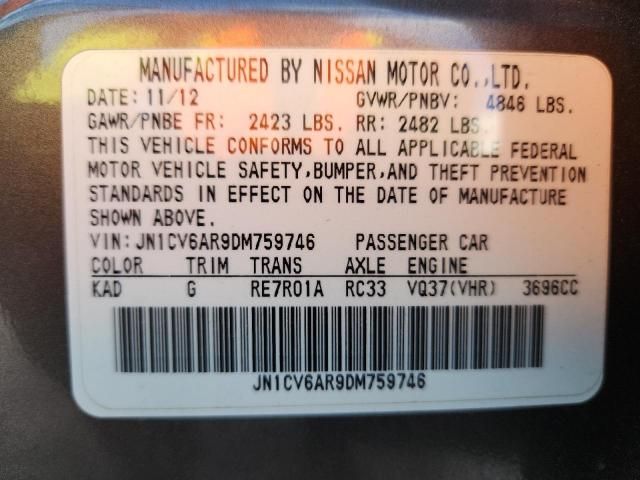 MANUFACTURED BY NISSAN MOTOR CO.,LTD.
DATE: 11/12 GVWR/PNBV: 4846 LBS.
GAWR/PNBE FR: 2423 LBS. RR: 2482 LBS.
THIS VEHICLE CONFORMS TO ALL APPLICABLE FEDERAL
MOTOR VEHICLE SAFETY,BUMPER,AND THEFT PREVENTION
STANDARDS IN EFFECT ON THE DATE OF MANUFACTURE
SHOWN ABOVE.
VIN: JN1CV6AR9DM759746 PASSENGER CAR
COLOR TRIM TRANS AXLE ENGINE
KAD G RE7R01A RC33 VQ37(VHR) 3696CC
JN1CV6AR9DM759746